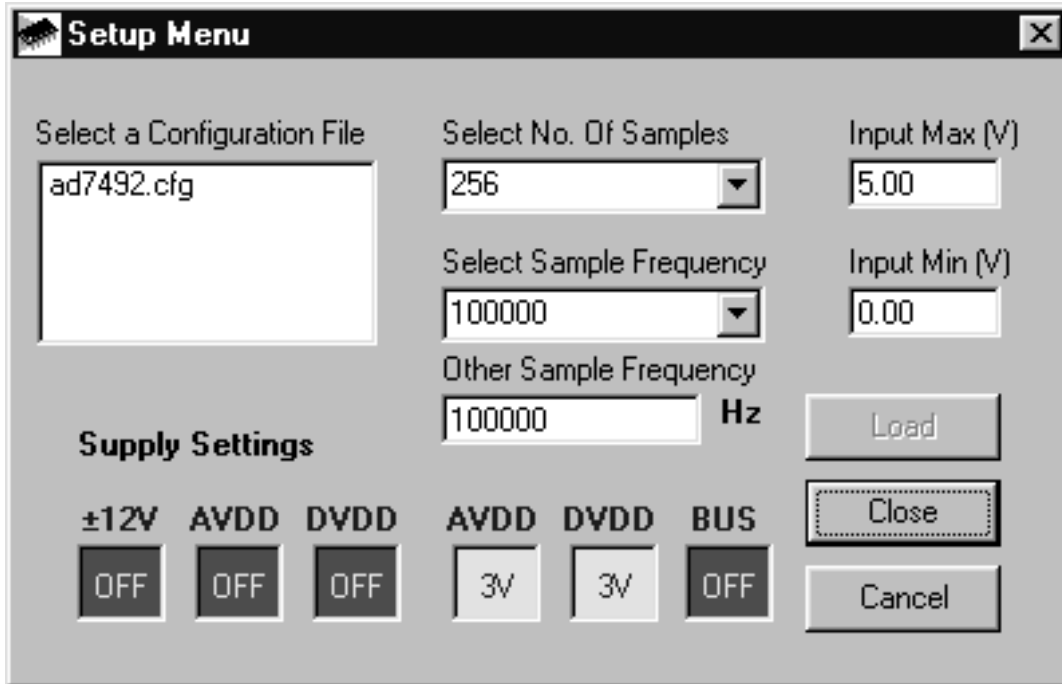 Setup Menu
Select a Configuration File
ad7492.cfg
Select No. Of Samples
256
Input Max (V)
5.00
Select Sample Frequency
100000
Input Min (V)
0.00
Other Sample Frequency
100000 Hz
Load
Close
Cancel
Supply Settings
±12V AVDD DVDD AVDD DVDD BUS
OFF OFF OFF 3V 3V OFF